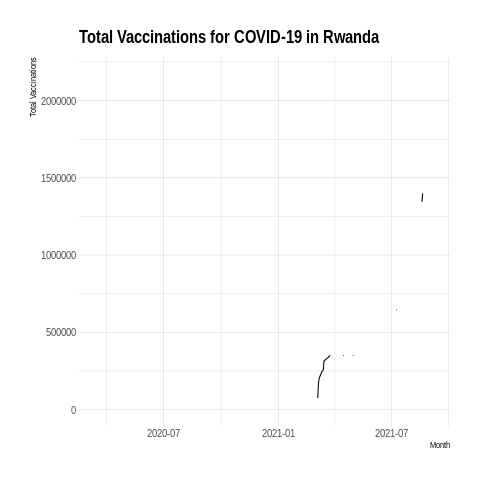 Total Vaccinations for COVID-19 in Rwanda
Total Vaccinations
2000000
1500000
1000000
500000
0
2020-07
2021-01
2021-07
Month